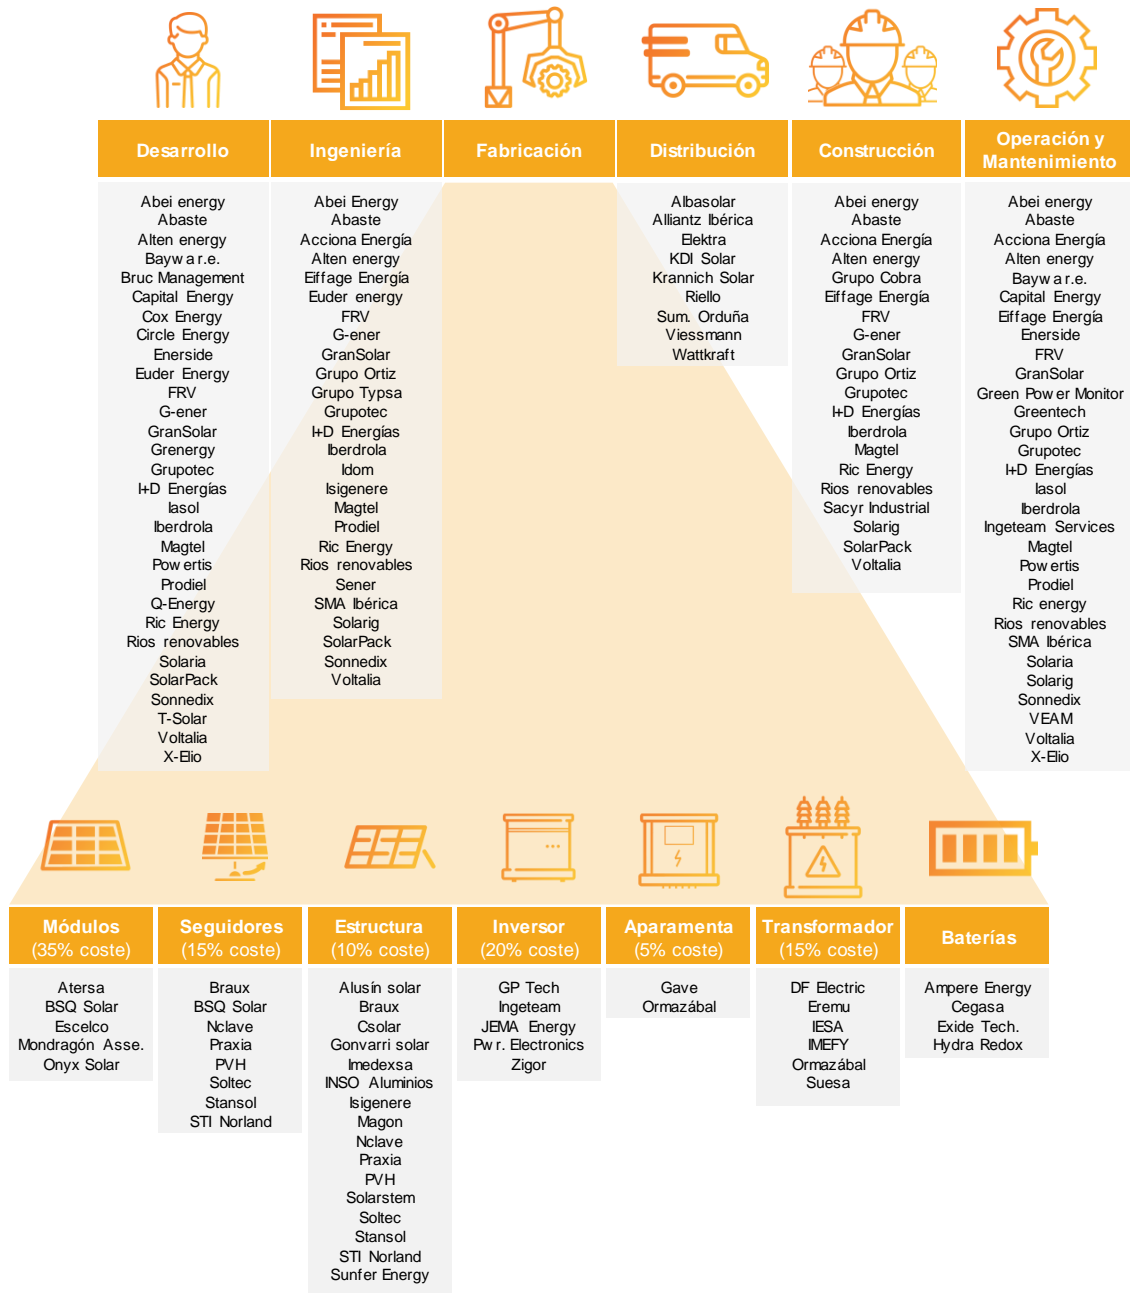 Desarrollo
Abei energy
Abaste
Alten energy
Bayw a r.e.
Bruc Management
Capital Energy
Cox Energy
Circle Energy
Enerside
Euder Energy
FRV
G-ener
GranSolar
Grenergy
Grupotec
I+D Energías
Iasol
Iberdrola
Magtel
Powertis
Prodiel
Q-Energy
Ric Energy
Rios renovables
Solaria
SolarPack
Sonnedix
T-Solar
Voltalia
X-Elio
Ingeniería
Abei Energy
Abaste
Acciona Energía
Alten energy
Eiffage Energía
Euder energy
FRV
G-ener
GranSolar
Grupo Ortiz
Grupo Typsa
Grupotec
I+D Energías
Iberdrola
Idom
Isigenere
Magtel
Prodiel
Ric Energy
Rios renovables
Sener
SMA Ibérica
Solarig
SolarPack
Sonnedix
Voltalia
Fabricación
Distribución
Albasolar
Alliantz Ibérica
Elektra
KDI Solar
Krannich Solar
Riello
Sum. Orduña
Viessmann
Wattkraft
Construcción
Abei energy
Abaste
Acciona Energía
Alten energy
Grupo Cobra
Eiffage Energía
FRV
G-ener
GranSolar
Grupo Ortiz
Grupotec
I+D Energías
Iberdrola
Magtel
Ric Energy
Rios renovables
Sacyr Industrial
Solarig
SolarPack
Voltalia
Operación y
Mantenimiento
Abei energy
Abaste
Acciona Energía
Alten energy
Bayw a r.e.
Capital Energy
Eiffage Energía
Enerside
FRV
GranSolar
Green Power Monitor
Greentech
Grupo Ortiz
Grupotec
I+D Energías
Iasol
Iberdrola
Ingeteam Services
Magtel
Powertis
Prodiel
Ric energy
Rios renovables
SMA Ibérica
Solaria
Solarig
Sonnedix
VEAM
Voltalia
X-Elio
Módulos
(35% coste)
Atersa
BSQ Solar
Escelco
Mondragón Asse.
Onyx Solar
Seguidores
(15% coste)
Braux
BSQ Solar
Nclave
Praxia
PVH
Soltec
Stansol
STI Norland
Estructura
(10% coste)
Alusín solar
Braux
Csolar
Gonvarri solar
Imedexsa
INSO Aluminios
Isigenere
Magon
Nclave
Praxia
PVH
Solarstem
Soltec
Stansol
STI Norland
Sunfer Energy
Inversor
(20% coste)
GP Tech
Ingeteam
JEMA Energy
Pwr. Electronics
Zigor
Aparamenta
(5% coste)
Gave
Ormazábal
Transformador
(15% coste)
DF Electric
Eremu
IESA
IMEFY
Ormazábal
Suesa
Baterías
Ampere Energy
Cegasa
Exide Tech.
Hydra Redox